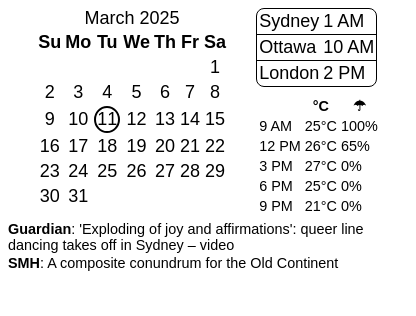 March 2025
Su Mo Tu We Th Fr Sa
1
2 3 4 5 6 7 8
9 10 11 12 13 14 15
16 17 18 19 20 21 22
23 24 25 26 27 28 29
30 31
Sydney 1 AM
Ottawa 10 AM
London 2 PM
°C ☂
9 AM 25°C 100%
12 PM 26°C 65%
3 PM 27°C 0%
6 PM 25°C 0%
9 PM 21°C 0%
Guardian: 'Exploding of joy and affirmations': queer line
dancing takes off in Sydney – video
SMH: A composite conundrum for the Old Continent